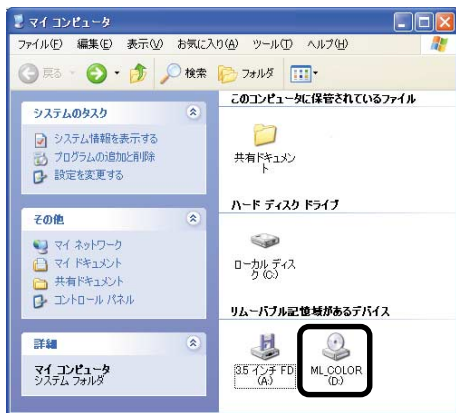 マイ コンピュータ
ファイル(F) 編集(E) 表示(V) お気に入り(A) ツール(T) ヘルプ(H)
戻る 検索 フォルダ
システムのタスク
システム情報を表示する
プログラムの追加と削除
設定を変更する
その他
マイ ネットワーク
マイ ドキュメント
共有ドキュメント
コントロール パネル
詳細
マイ コンピュータ
システム フォルダ
このコンピュータに保管されているファイル
共有ドキュメン
ト
ハード ディスク ドライブ
ローカル ディス
ク (C:)
リムーバブル記憶域があるデバイス
3.5 インチ FD
(A:)
ML_COLOR
(D:)